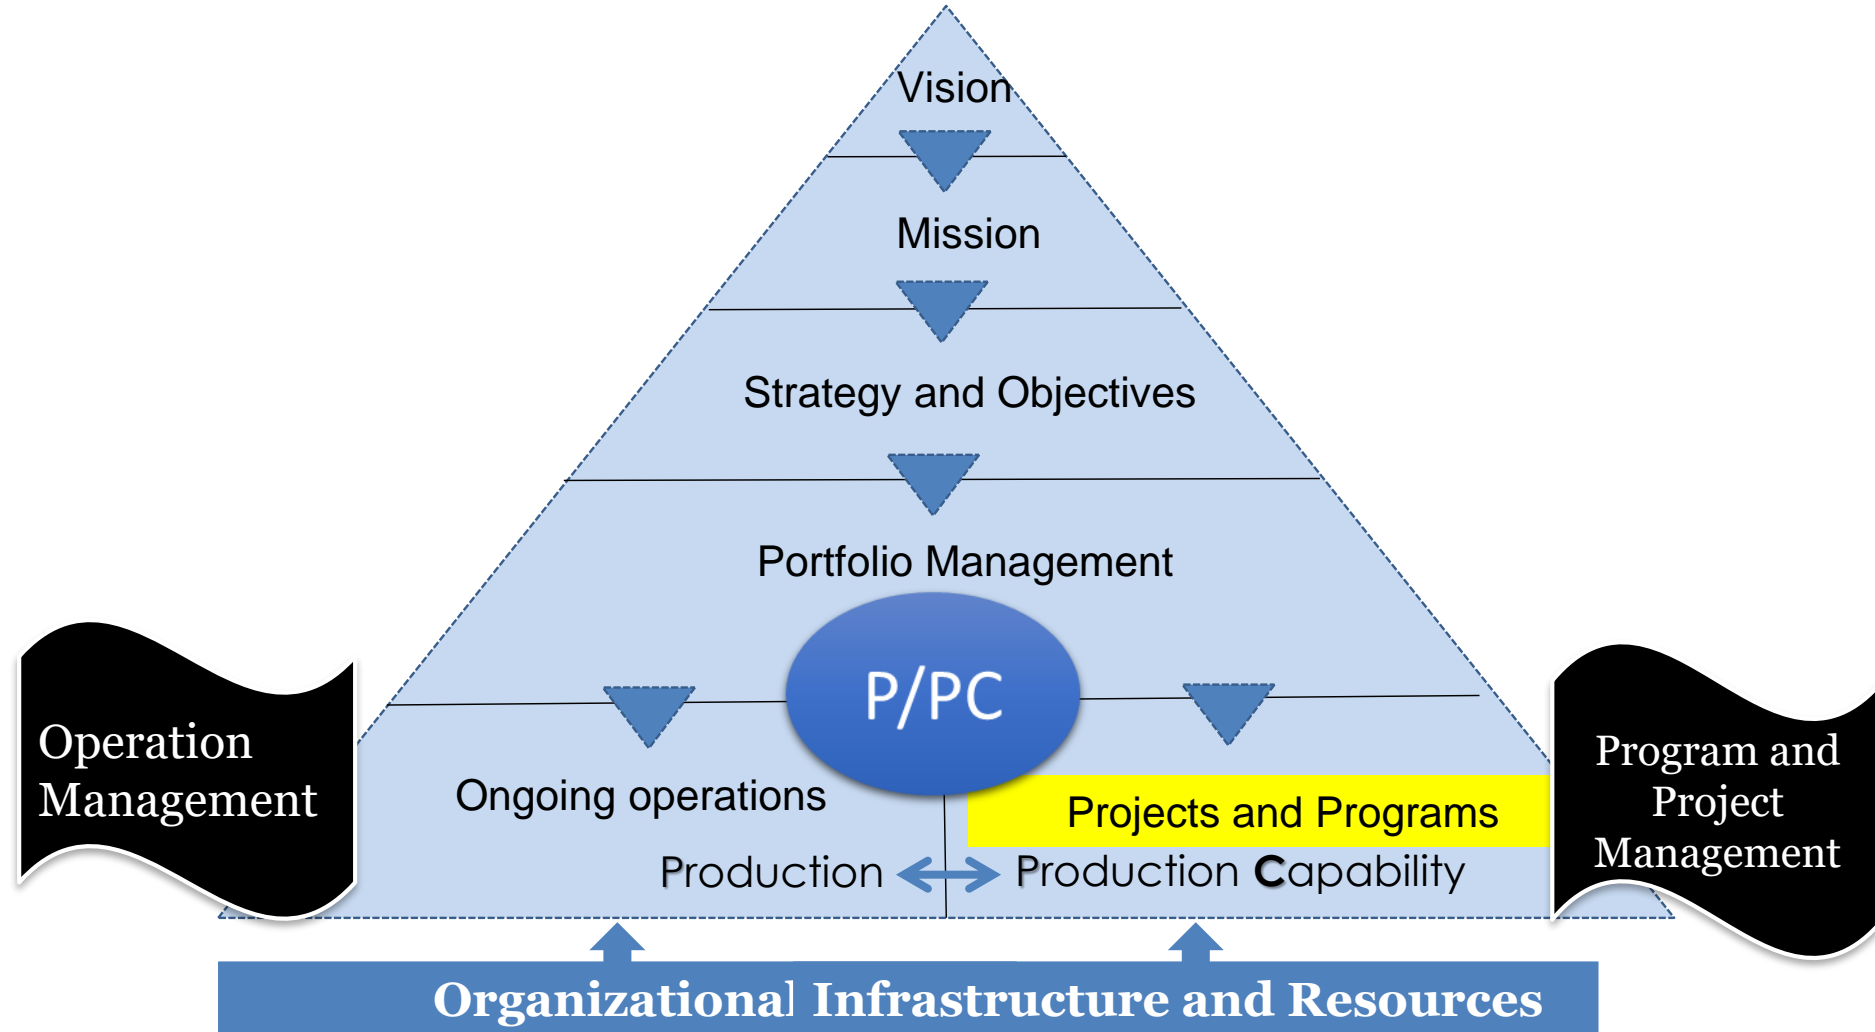 Vision
Mission
Strategy and Objectives
Portfolio Management
P/PC
Operation
Management
Ongoing operations
Projects and Programs
Production
Production Capability
Program and
Project
Management
Organizational Infrastructure and Resources